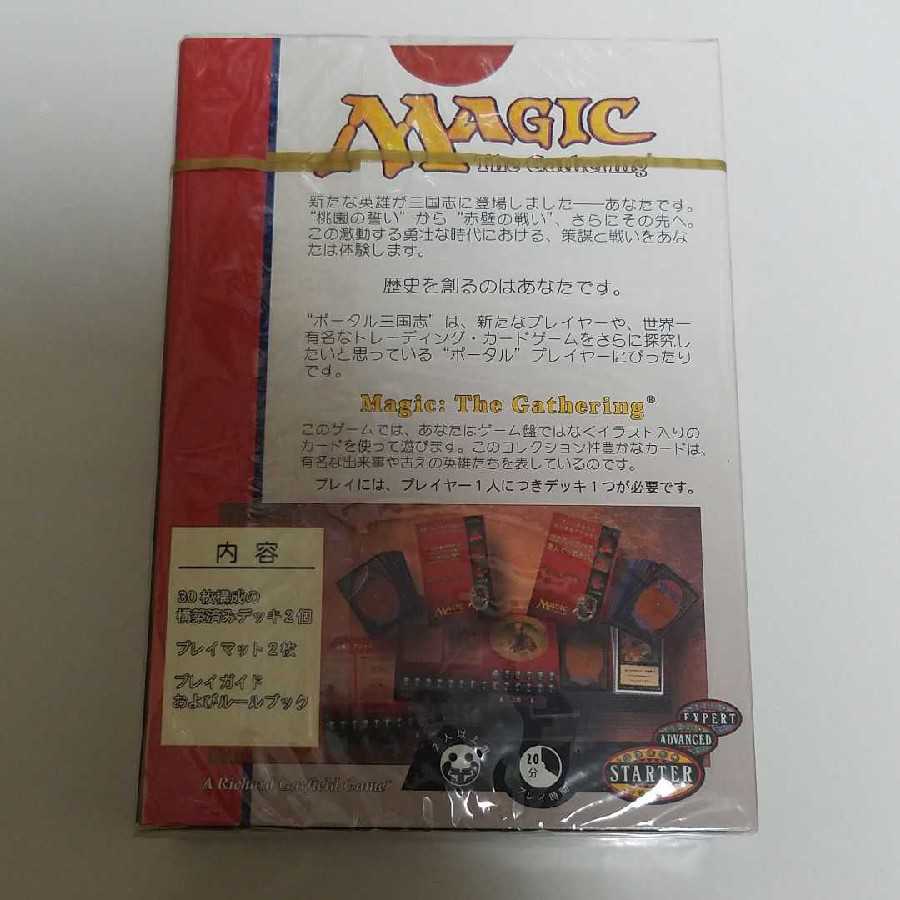 MAGIC
The Gathering®
新たな英雄が三国志に登場しました――あなたです。
“桃園の誓い”から“赤壁の戦い”、さらにその先へ。
この激動する勇壮な時代における、策謀と戦いをあな
たは体験します。
歴史を創るのはあなたです。
“ポータル三国志”は、新たなプレイヤーや、世界一
有名なトレーディング・カードゲームをさらに探究し
たいと思っている“ポータル”プレイヤーにぴったり
です。
Magic: The Gathering®
このゲームでは、あなたはゲーム盤ではなくイラスト入りの
カードを使って遊びます。このコレクション性豊かなカードは、
有名な出来事や古えの英雄たちを表しているのです。
プレイには、プレイヤー1人につきデッキ1つが必要です。
内容
30枚構成の
構築済みデッキ2個
プレイマット2枚
プレイガイド
およびルールブック
MAGIC
MAGIC
2人以上用
20分
プレイ時間
EXPERT
ADVANCED
STARTER
A Richard Garfield Game™